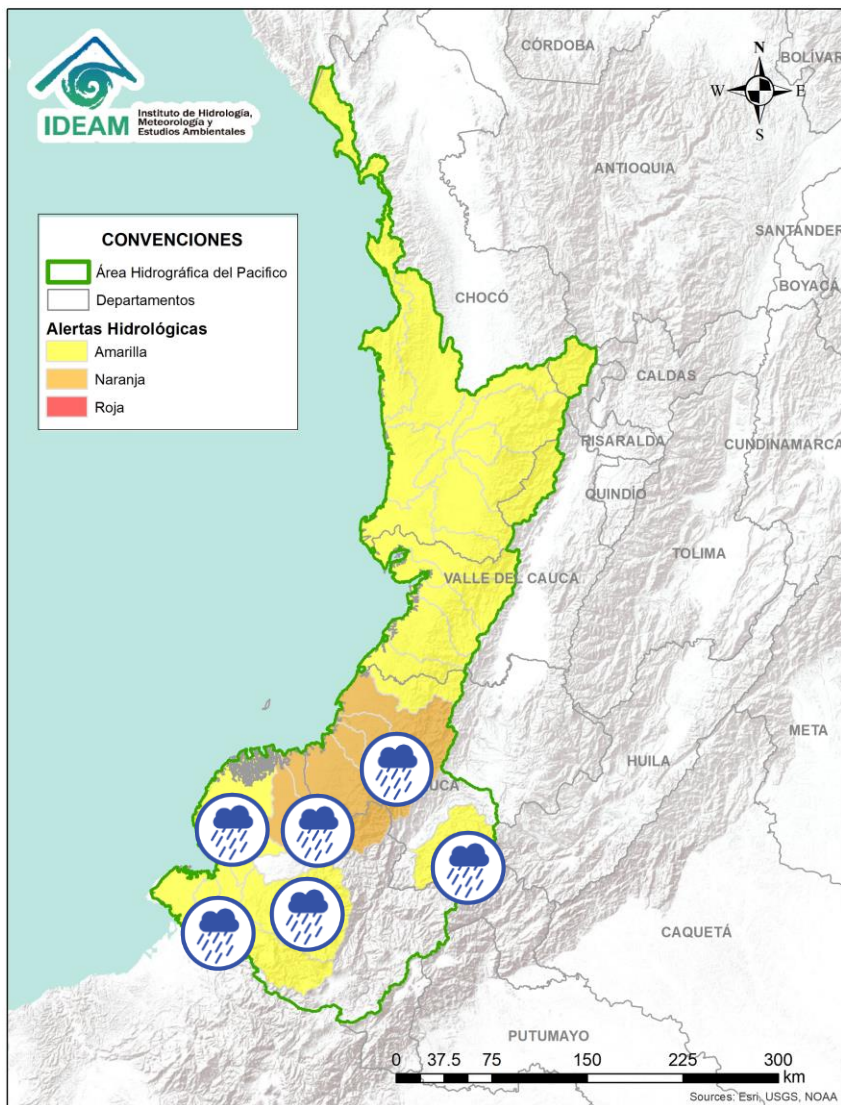 CÓRDOBA
BOLÍVAR
N
W
E
S
IDEAM
Instituto de Hidrología,
Meteorología y
Estudios Ambientales
ANTIOQUIA
SANTANDER
BOYACÁ
CONVENCIONES
Área Hidrográfica del Pacifico
Departamentos
Alertas Hidrológicas
Amarilla
Naranja
Roja
CHOCÓ
CALDAS
RISARALDA
CUNDINAMARCA
QUINDÍO
TOLIMA
VALLE DEL CAUCA
META
HUILA
UCA
CAQUETÁ
PUTUMAYO
0 37.5 75 150 225 300
km
Sources: Esri, USGS, NOAA